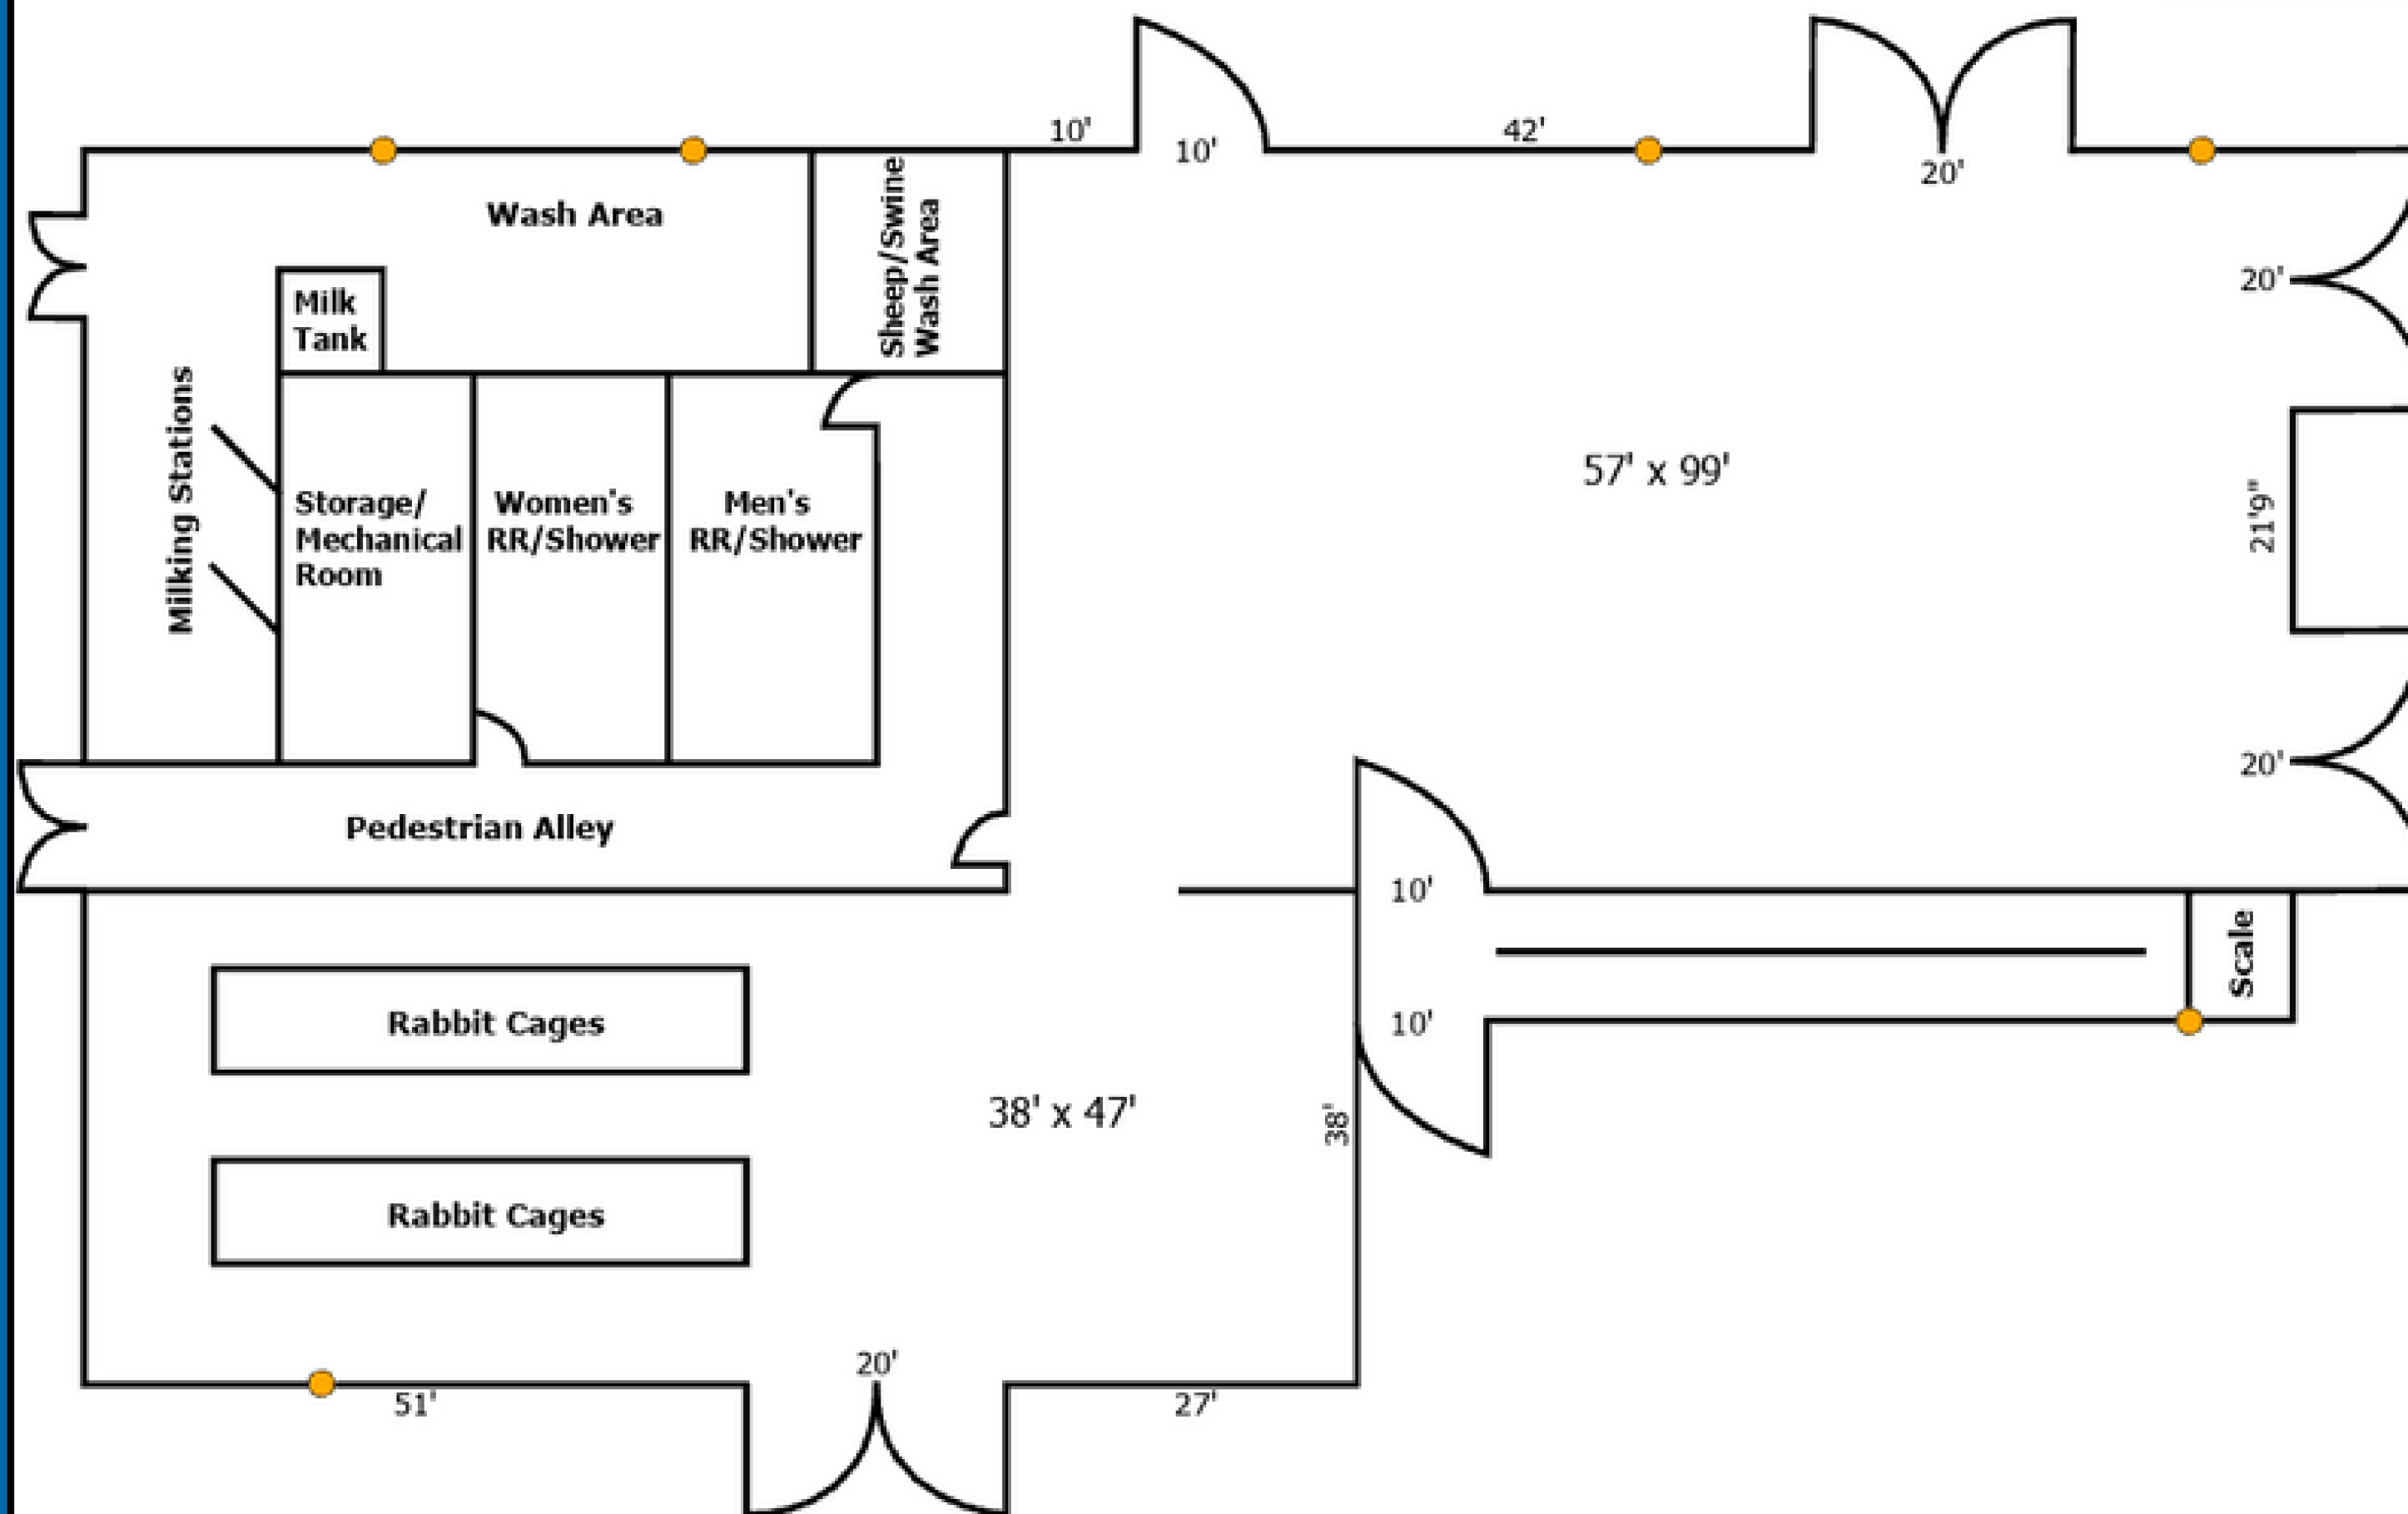 10'
10'
42'
20'
Wash Area
Sheep/Swine
Wash Area
20'
Milk
Tank
Milking Stations
57' x 99'
21'9"
Storage/
Mechanical
Room
Women's
RR/Shower
Men's
RR/Shower
20'
Pedestrian Alley
10'
Scale
Rabbit Cages
10'
38' x 47'
38'
Rabbit Cages
20'
51'
27'